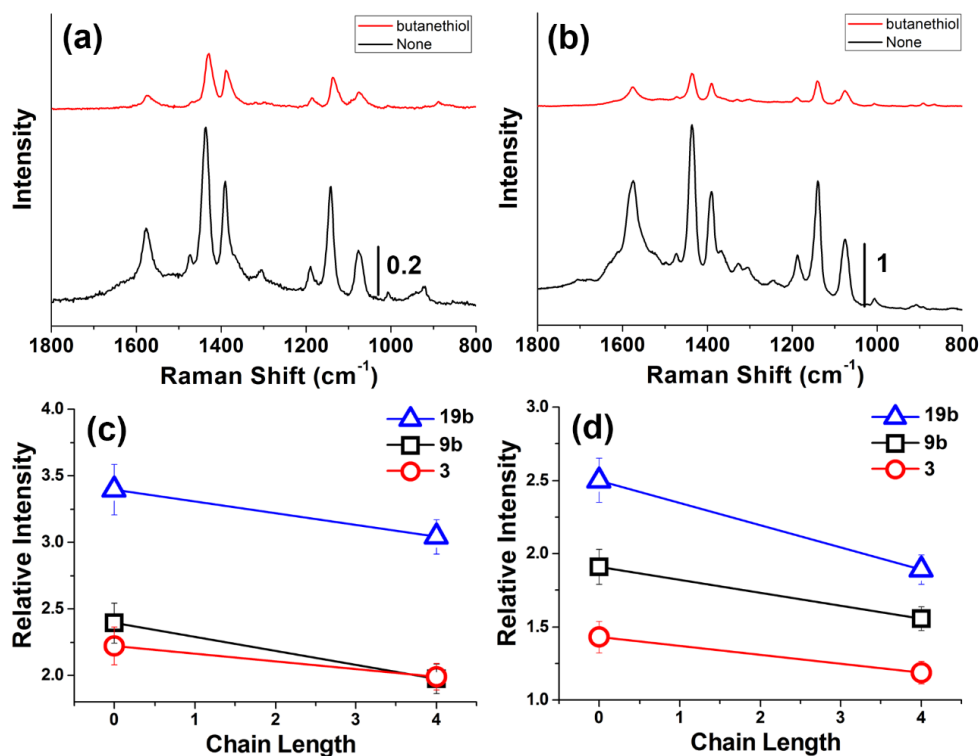 (a)
butanethiol
None
Intensity
0.2
1800 1600 1400 1200 1000 800
Raman Shift (cm⁻¹)
(b)
butanethiol
None
Intensity
1
1800 1600 1400 1200 1000 800
Raman Shift (cm⁻¹)
(c)
19b
9b
3
Relative Intensity
4.0
3.5
3.0
2.5
2.0
0 1 2 3 4
Chain Length
(d)
19b
9b
3
Relative Intensity
3.0
2.5
2.0
1.5
1.0
0 1 2 3 4
Chain Length